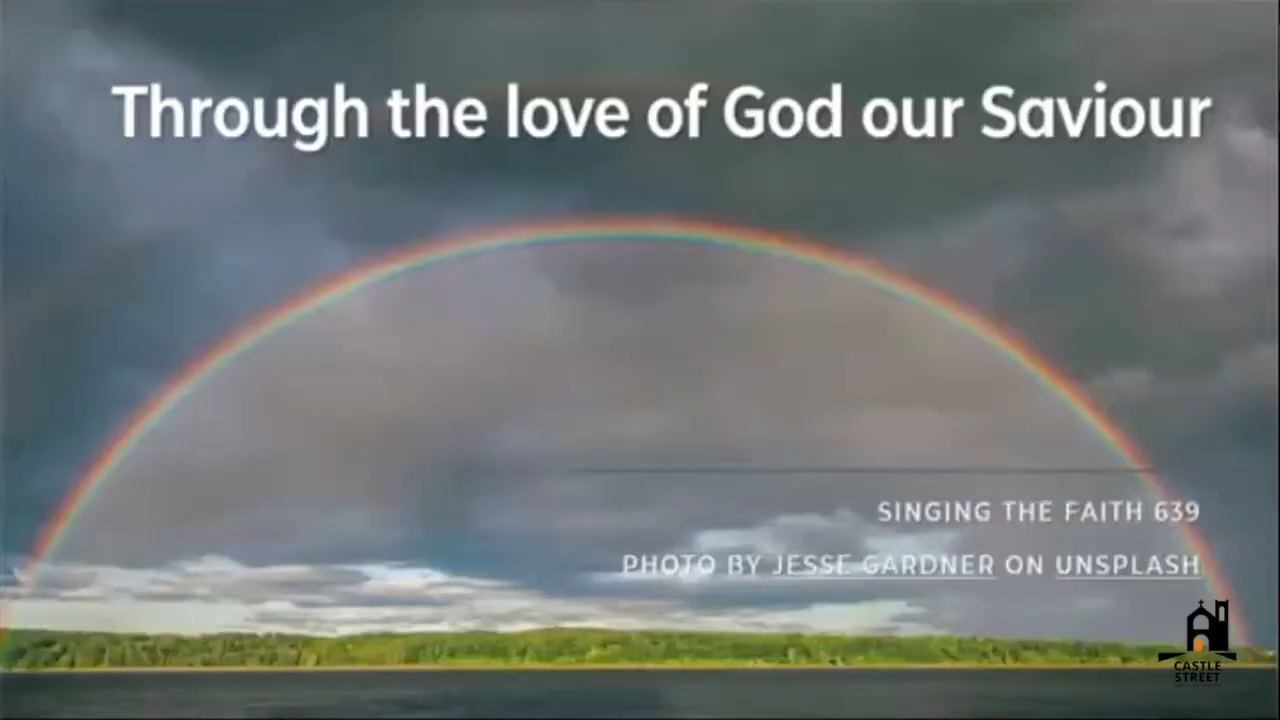 Through the love of God our Saviour
SINGING THE FAITH 639
PHOTO BY JESSE GARDNER ON UNSPLASH
CASTLE
STREET